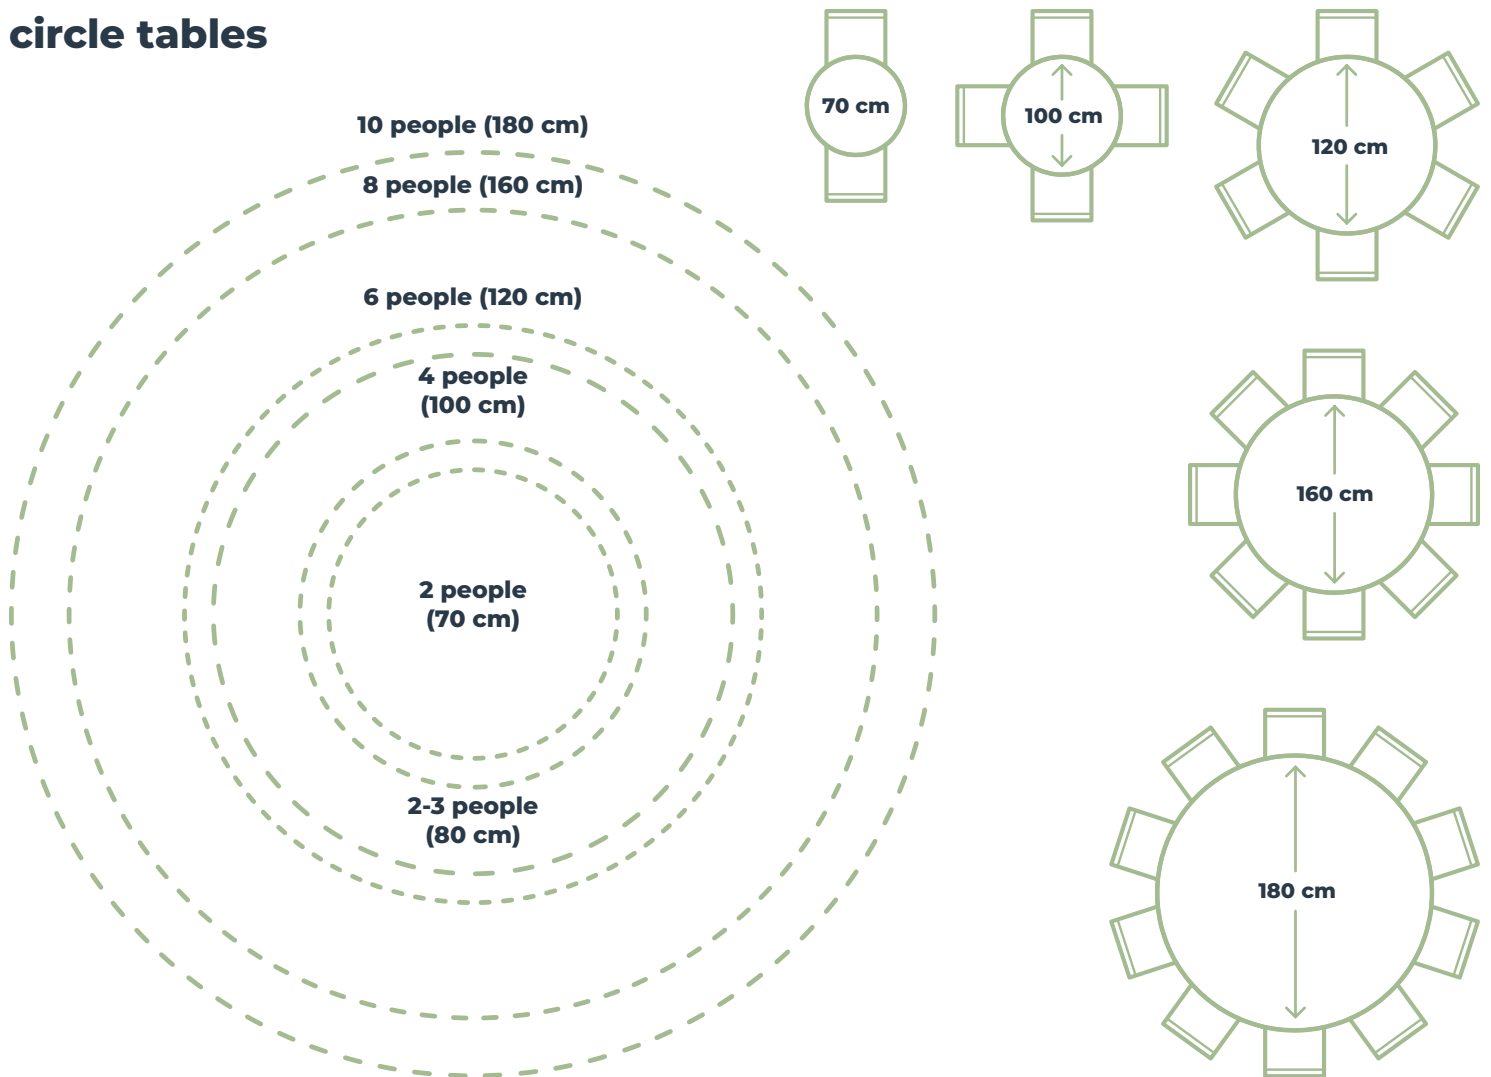 circle tables
10 people (180 cm)
8 people (160 cm)
6 people (120 cm)
4 people
(100 cm)
2 people
(70 cm)
2-3 people
(80 cm)
70 cm
100 cm
120 cm
160 cm
180 cm